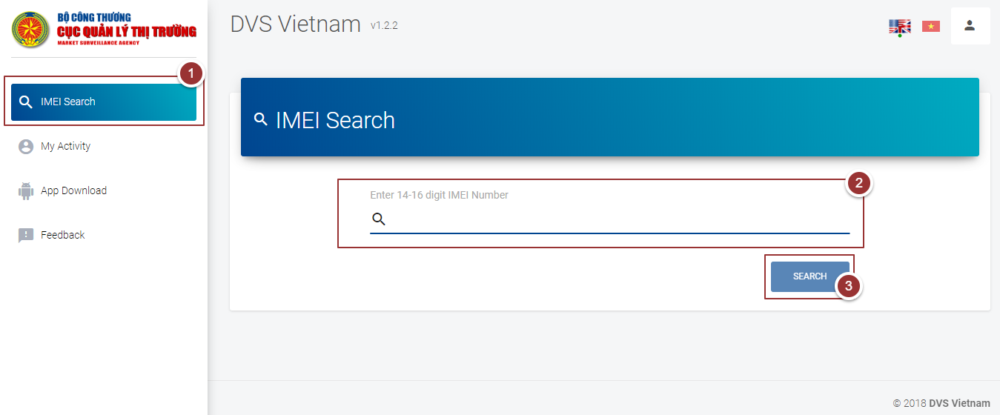 BỘ CÔNG THƯƠNG
CỤC QUẢN LÝ THỊ TRƯỜNG
MARKET SURVEILLANCE AGENCY
1
IMEI Search
My Activity
App Download
Feedback
DVS Vietnam v1.2.2
IMEI Search
2
Enter 14-16 digit IMEI Number
SEARCH
3
© 2018 DVS Vietnam